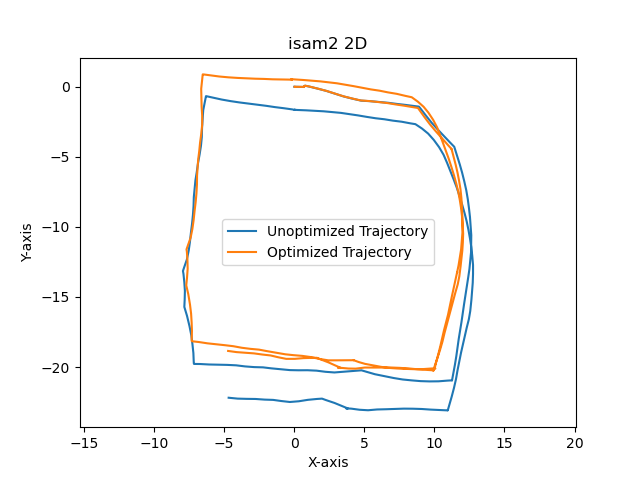 isam2 2D
Y-axis
0
−5
−10
−15
−20
Unoptimized Trajectory
Optimized Trajectory
−15 −10 −5 0 5 10 15 20
X-axis